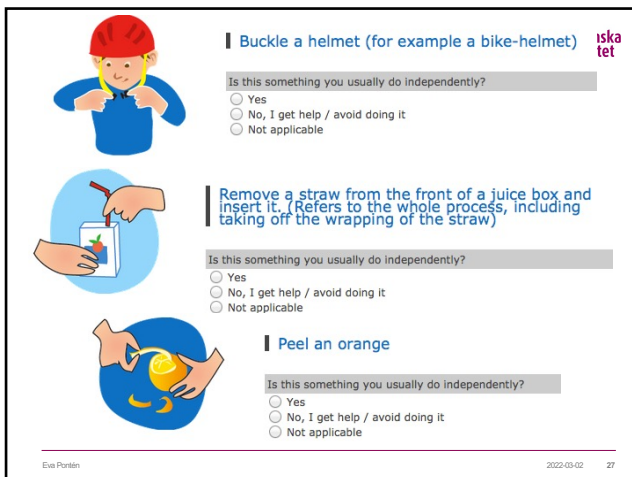 Buckle a helmet (for example a bike-helmet)
ıska
tet
Is this something you usually do independently?
Yes
No, I get help / avoid doing it
Not applicable
Remove a straw from the front of a juice box and
insert it. (Refers to the whole process, including
taking off the wrapping of the straw)
Is this something you usually do independently?
Yes
No, I get help / avoid doing it
Not applicable
Peel an orange
Is this something you usually do independently?
Yes
No, I get help / avoid doing it
Not applicable
Eva Pontén 2022-03-02 27